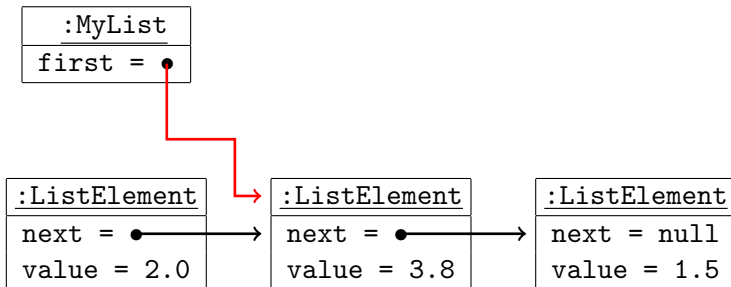 :MyList
first =
:ListElement
next =
value = 2.0
:ListElement
next =
value = 3.8
:ListElement
next = null
value = 1.5